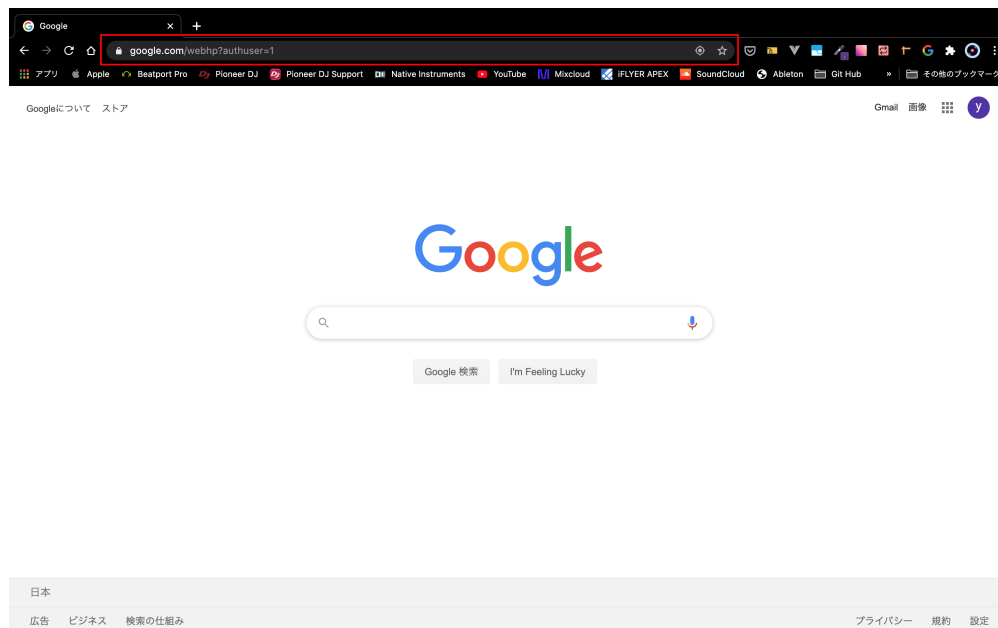 Google
google.com/webhp?authuser=1
アプリ Apple Beatport Pro Pioneer DJ Pioneer DJ Support Native Instruments YouTube Mixcloud iFLYER APEX SoundCloud Ableton Git Hub » その他のブックマーク
Googleについて ストア Gmail 画像 y
Google
Google 検索 I'm Feeling Lucky
日本
広告 ビジネス 検索の仕組み プライバシー 規約 設定